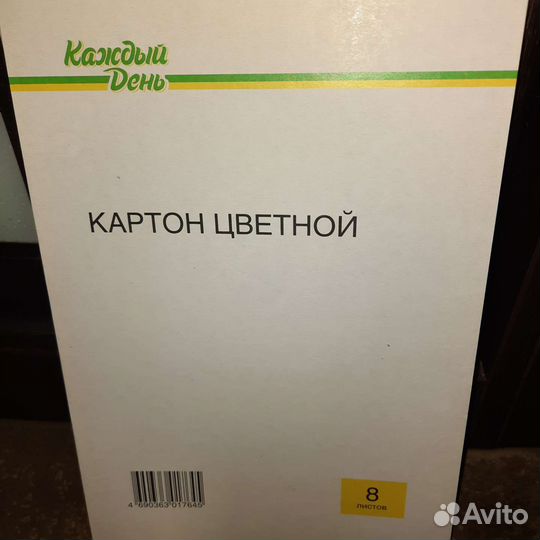 Каждый
День
КАРТОН ЦВЕТНОЙ
4 690363 017645
8
ЛИСТОВ
Avito